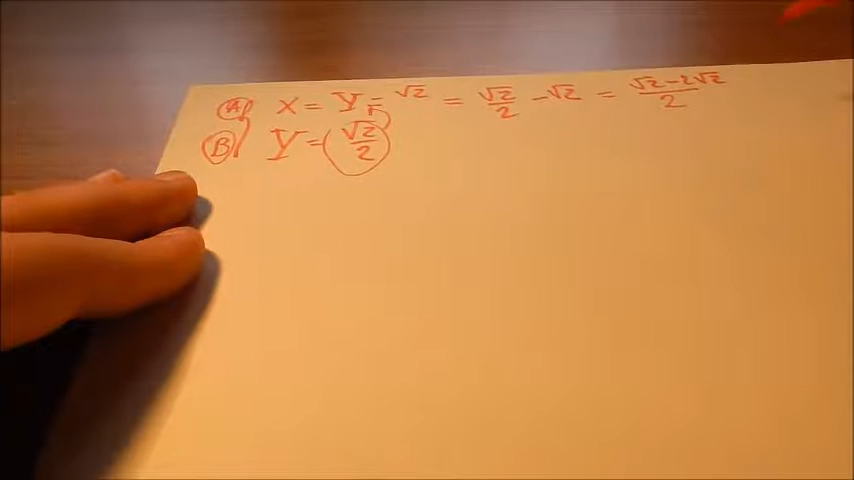 Ⓐ x = y - √2 = √2/2 - √2 = (√2 - 2√2)/2
Ⓑ y = √2/2